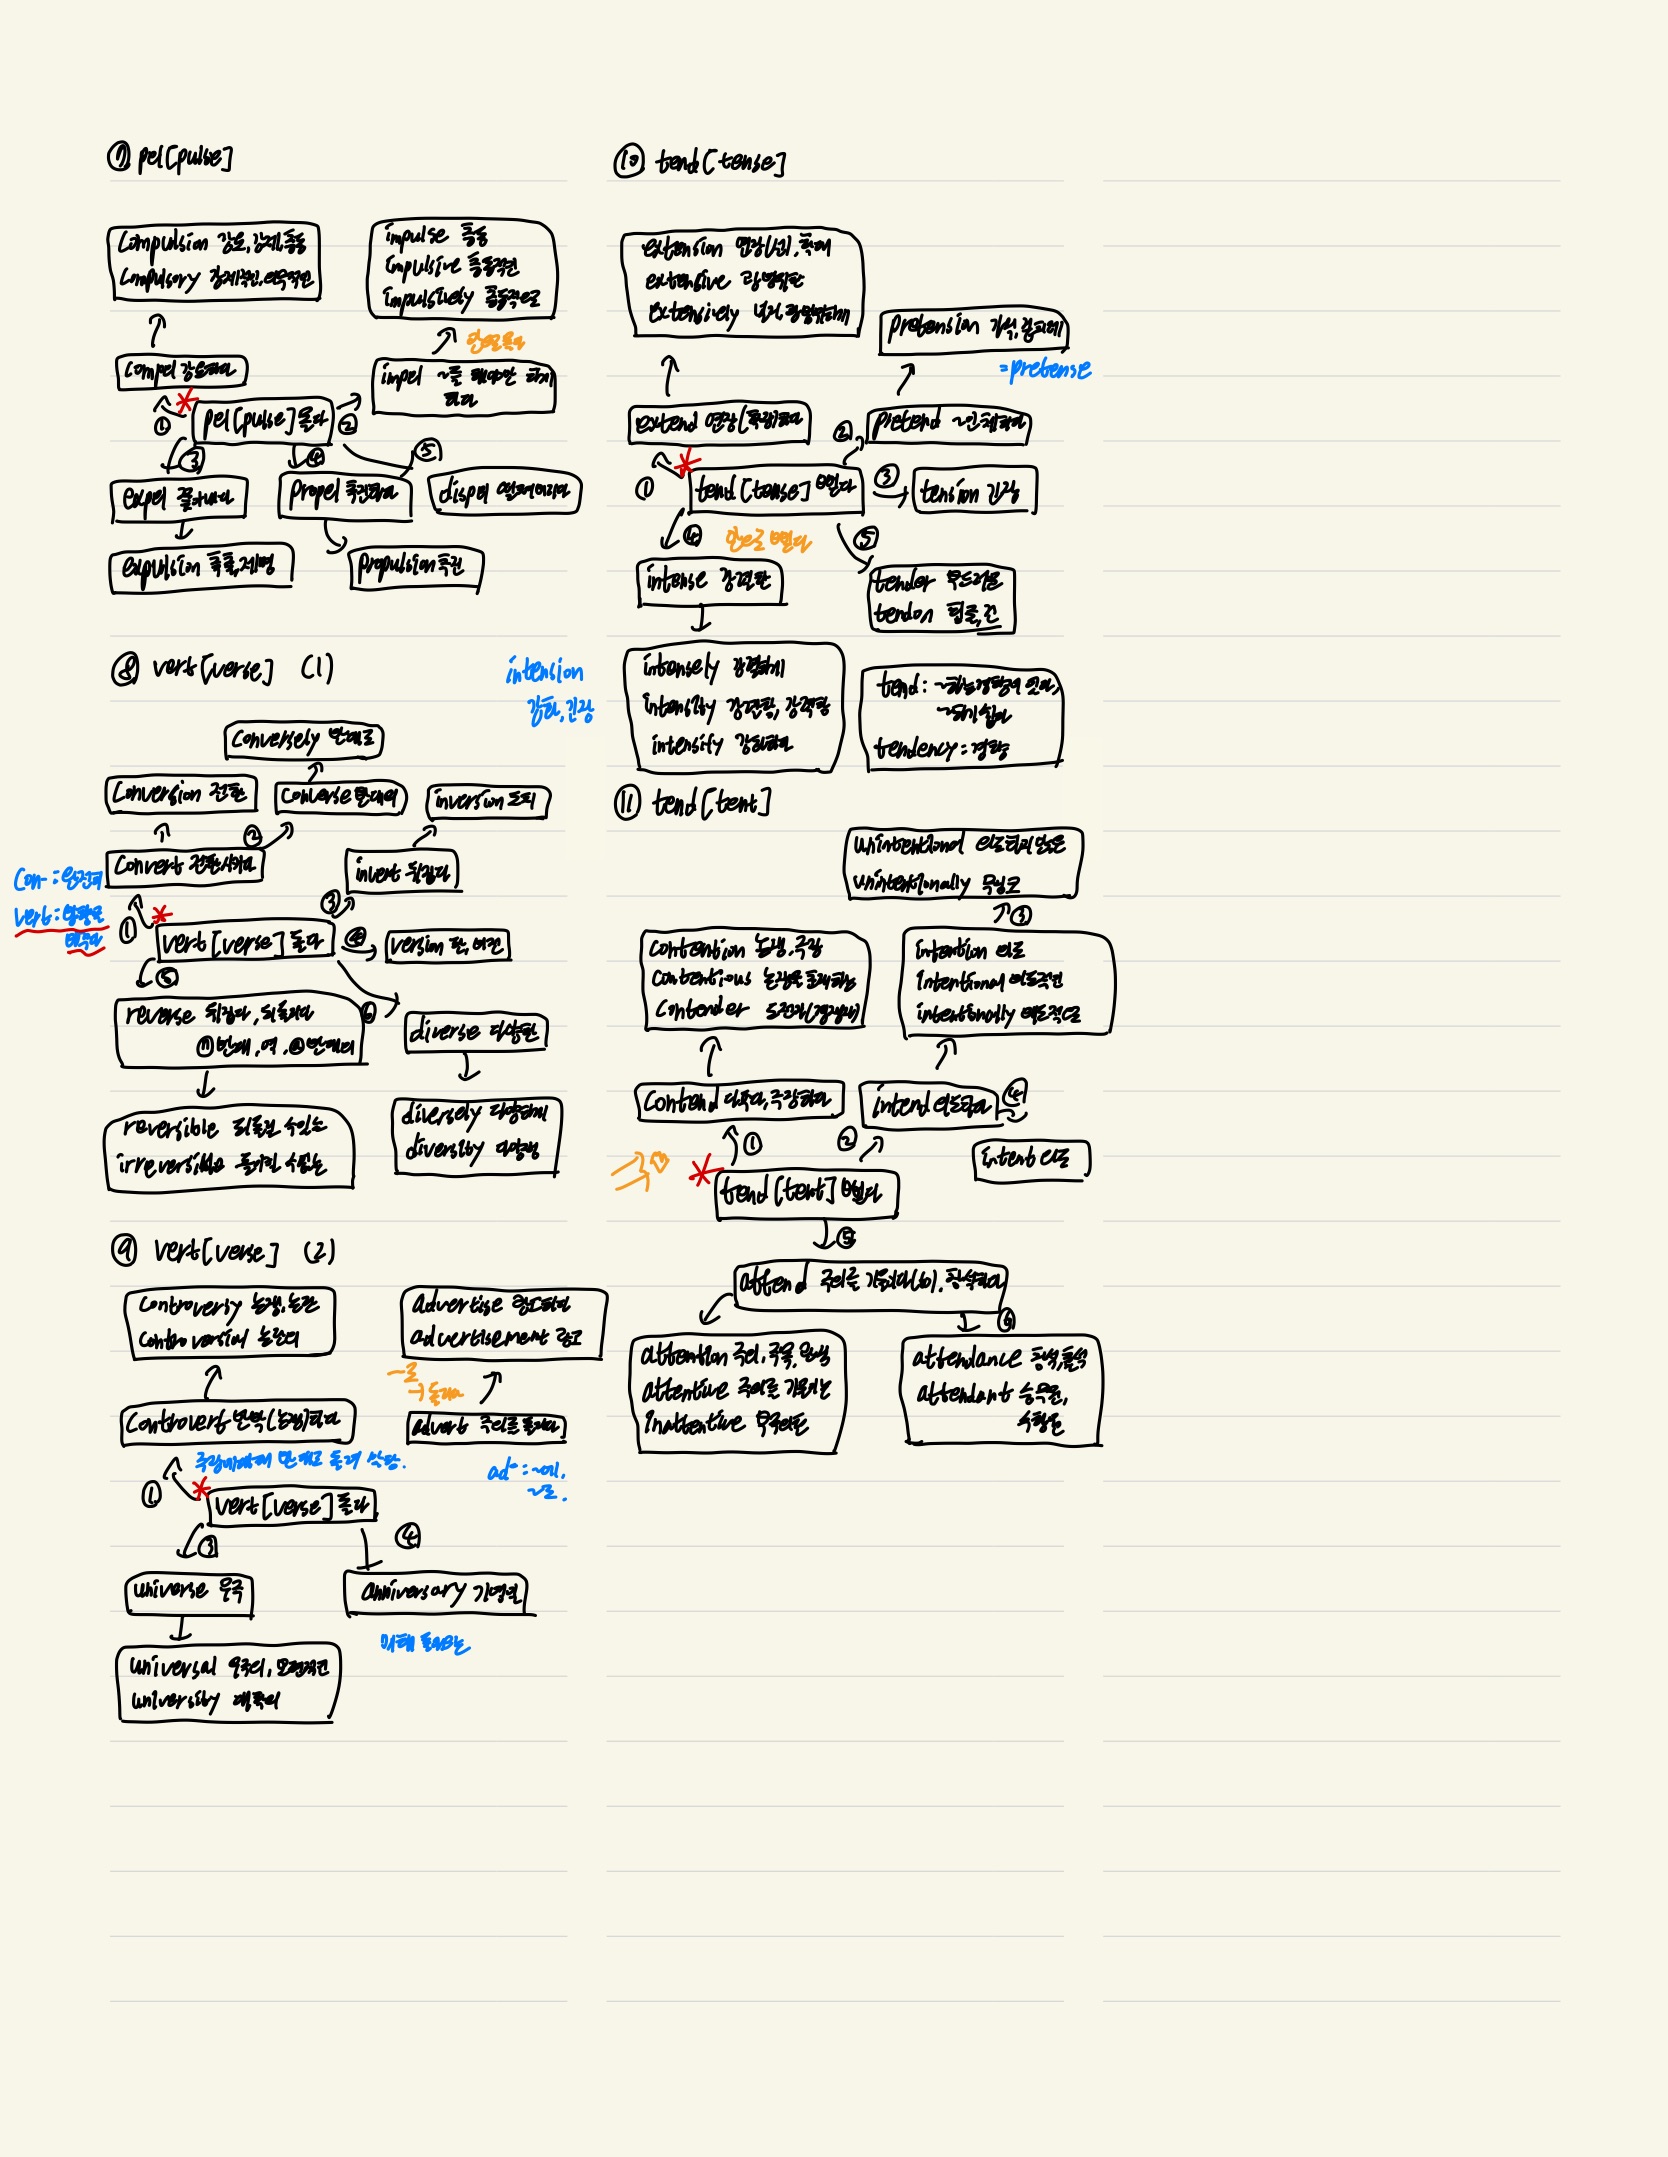 ⑦ pel[pulse]
compulsion 강요,강제,충동
compulsory 강제적인,의무적인
impulse 충동
impulsive 충동적인
impulsively 충동적으로
안으로 몰다
compel 강요하다
impel ~를 해야만 하게
하다
① pel[pulse] 몰다 ②
③ ④ ⑤
expel 쫓아내다
propel 추진하다
dispel 떨쳐버리다
expulsion 축출,제명
propulsion 추진
⑧ vert[verse] (1)
intension
강화,긴장
conversely 반대로
conversion 전환
converse 반대의
inversion 도치
②
convert 전환시키다
invert 뒤집다
con-:완전히
vert:방향을
바꾸다
③
① vert[verse] 돌다 ④
version 판,버전
⑤
reverse 뒤집다,되돌리다
ⓝ반대,역.ⓐ반대의
⑥
diverse 다양한
reversible 되돌릴 수있는
irreversible 돌이킬 수없는
diversely 다양하게
diversity 다양성
⑨ vert[verse] (2)
controversy 논쟁,논란
controversial 논란의
advertise 광고하다
advertisement 광고
~로
→돌리다
controvert 반박(논쟁)하다
advert 주의를 돌리다
ad-:~에,
~로.
① vert[verse] 돌다
③ ④
universe 우주
anniversary 기념일
매해 돌아오는
universal 우주의,보편적인
university 대학의
⑩ tend[tense]
extension 연장(선),확대
extensive 광범위한
extensively 널리,광범위하게
pretension 가식,겉치레
=pretense
extend 연장(확장)하다
② pretend ~인체하다
① tend[tense] 뻗다 ③ tension 긴장
④ 안으로 뻗다 ⑤
intense 강렬한
tender 부드러운
tendon 힘줄,건
intensely 강렬하게
intensity 강렬함,강력함
intensify 강화하다
tend: ~하는경향이 있다,
~하기쉽다
tendency:경향
⑪ tend[tent]
unintentional 의도하지않은
unintentionally 무심코
③
contention 논쟁,주장
contentious 논쟁을 초래하는
contender 도전자(경쟁자)
intention 의도
intentional 의도적인
intentionally 의도적으로
contend 다투다,주장하다
intend 의도하다 ④
① ②
intent 의도
tend[tent] 뻗다
⑤
attend 주의를 기울이다(to),참석하다
⑥
attention 주의,주목,관심
attentive 주의를 기울이는
inattentive 부주의한
attendance 참석,출석
attendant 승무원,
수행원